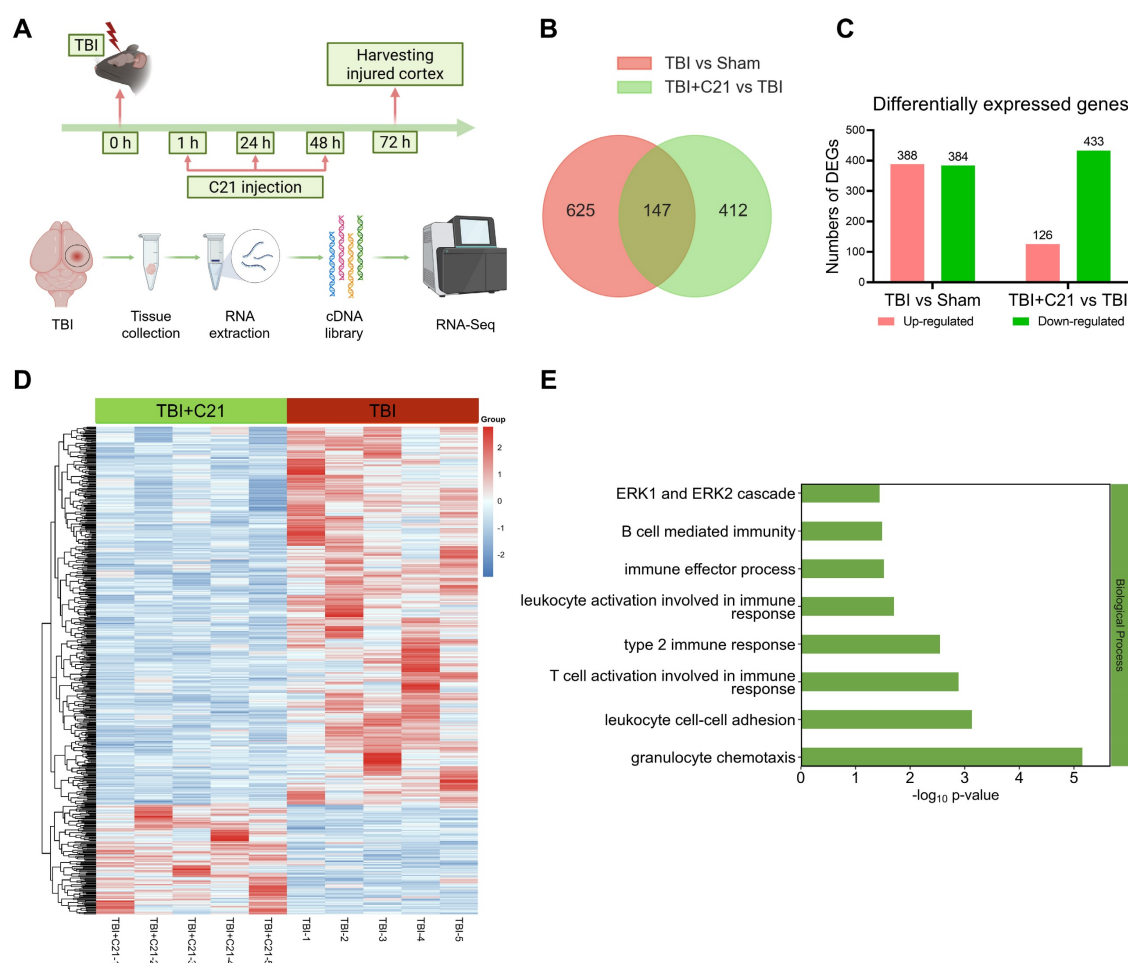 A
TBI
Harvesting
injured cortex
0 h
1 h
24 h
48 h
72 h
C21 injection
TBI
Tissue
collection
RNA
extraction
cDNA
library
RNA-Seq
B
TBI vs Sham
TBI+C21 vs TBI
625
147
412
C
Differentially expressed genes
Numbers of DEGs
500
400
300
200
100
0
388
384
126
433
TBI vs Sham
TBI+C21 vs TBI
Up-regulated
Down-regulated
D
TBI+C21
TBI
Group
2
1
0
-1
-2
TBI+C21-1
TBI+C21-2
TBI+C21-3
TBI+C21-4
TBI+C21-5
TBI-1
TBI-2
TBI-3
TBI-4
TBI-5
E
ERK1 and ERK2 cascade
B cell mediated immunity
immune effector process
leukocyte activation involved in immune
response
type 2 immune response
T cell activation involved in immune
response
leukocyte cell-cell adhesion
granulocyte chemotaxis
0 1 2 3 4 5
-log10 p-value
Biological Process